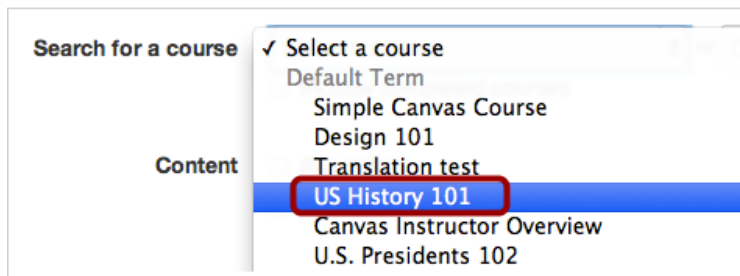 Search for a course ✓ Select a course
Default Term
Simple Canvas Course
Design 101
Content Translation test
US History 101
Canvas Instructor Overview
U.S. Presidents 102